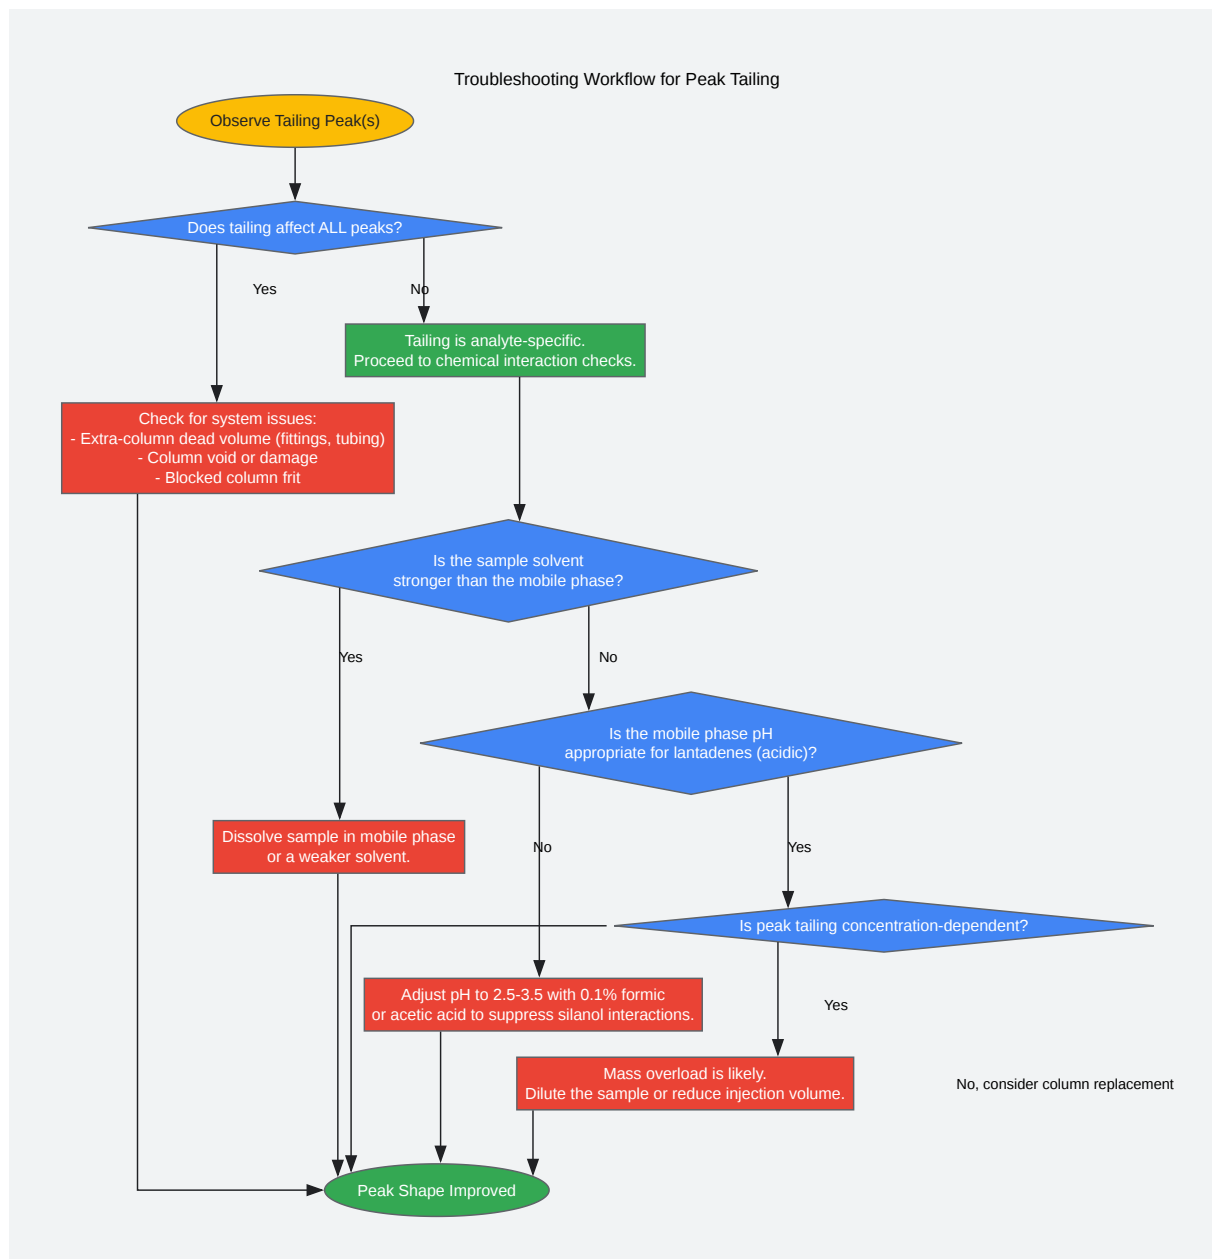 Troubleshooting Workflow for Peak Tailing
Observe Tailing Peak(s)
Does tailing affect ALL peaks?
Yes
No
Tailing is analyte-specific.
Proceed to chemical interaction checks.
Check for system issues:
- Extra-column dead volume (fittings, tubing)
- Column void or damage
- Blocked column frit
Is the sample solvent
stronger than the mobile phase?
Yes
No
Is the mobile phase pH
appropriate for lantadenes (acidic)?
Dissolve sample in mobile phase
or a weaker solvent.
No
Yes
Is peak tailing concentration-dependent?
Adjust pH to 2.5-3.5 with 0.1% formic
or acetic acid to suppress silanol interactions.
Yes
Mass overload is likely.
Dilute the sample or reduce injection volume.
No, consider column replacement
Peak Shape Improved